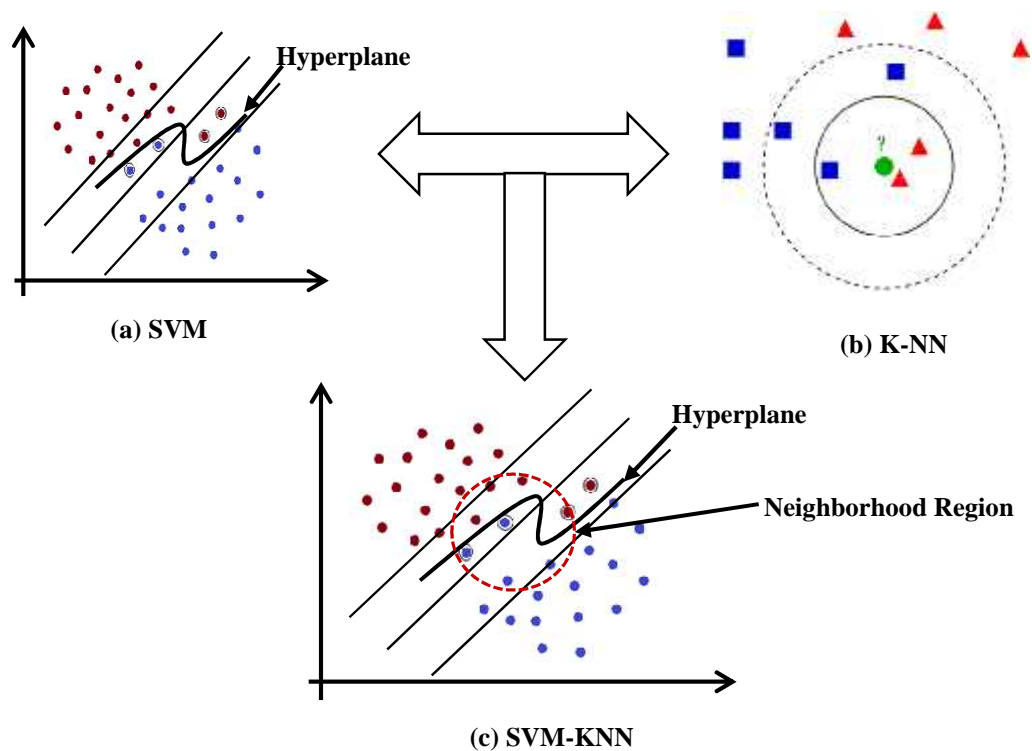 Hyperplane
?
(a) SVM
(b) K-NN
Hyperplane
Neighborhood Region
(c) SVM-KNN